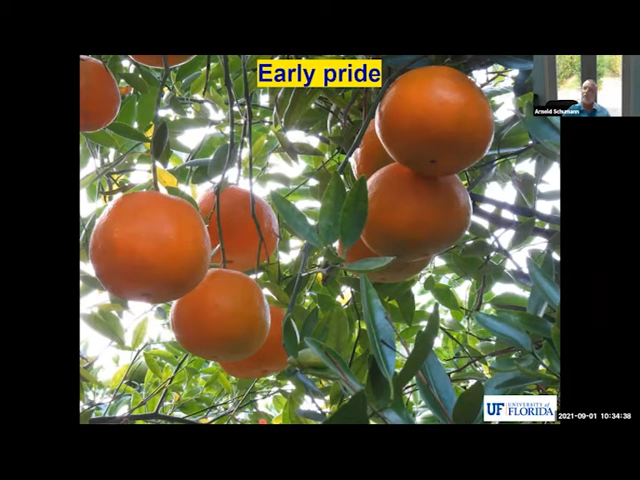 Early pride
Arnold Schumann
UF UNIVERSITY of
FLORIDA
2021-09-01 10:34:38